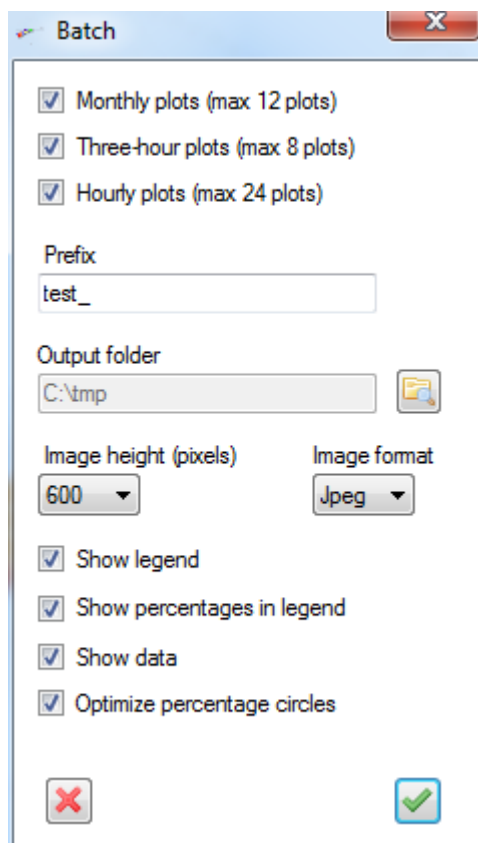 Batch
Monthly plots (max 12 plots)
Three-hour plots (max 8 plots)
Hourly plots (max 24 plots)
Prefix
test_
Output folder
C:\tmp
Image height (pixels) Image format
600 Jpeg
Show legend
Show percentages in legend
Show data
Optimize percentage circles